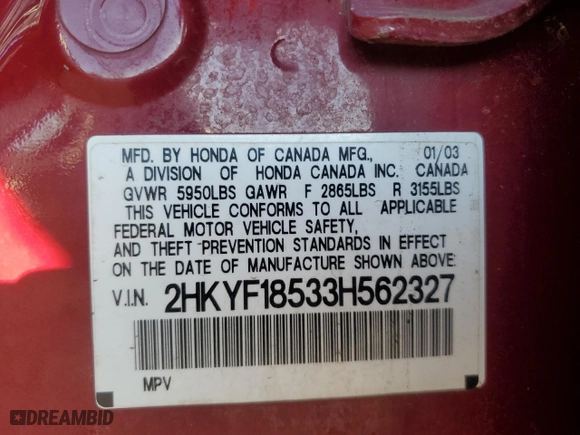 MFD. BY HONDA OF CANADA MFG., 01/03
A DIVISION OF HONDA CANADA INC. CANADA
GVWR 5950LBS GAWR F 2865LBS R 3155LBS
THIS VEHICLE CONFORMS TO ALL APPLICABLE
FEDERAL MOTOR VEHICLE SAFETY,
AND THEFT PREVENTION STANDARDS IN EFFECT
ON THE DATE OF MANUFACTURE SHOWN ABOVE.
V.I.N. 2HKYF18533H562327
MPV
DREAMBID